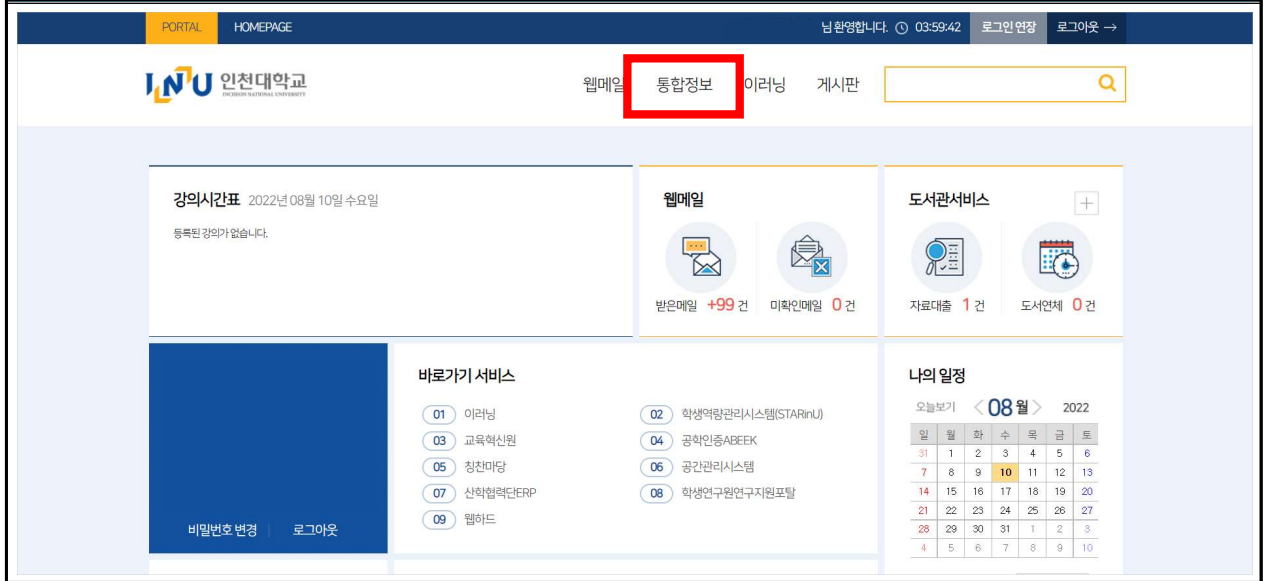 PORTAL HOMEPAGE 님 환영합니다. 03:59:42 로그인 연장 로그아웃 →
INU 인천대학교 웹메일 통합정보 이러닝 게시판
INCHEON NATIONAL UNIVERSITY
강의시간표 2022년 08월 10일 수요일
등록된 강의가 없습니다.
웹메일
받은메일 +99 건 미확인메일 0 건
도서관서비스 +
자료대출 1 건 도서연체 0 건
비밀번호 변경 로그아웃
바로가기 서비스
01 이러닝 02 학생역량관리시스템(STARinU)
03 교육혁신원 04 공학인증ABEEK
05 칭찬마당 06 공간관리시스템
07 산학협력단ERP 08 학생연구원연구지원포탈
09 웹하드
나의 일정
오늘보기 〈 08 월 〉 2022
일 월 화 수 목 금 토
31 1 2 3 4 5 6
7 8 9 10 11 12 13
14 15 16 17 18 19 20
21 22 23 24 25 26 27
28 29 30 31 1 2 3
4 5 6 7 8 9 10